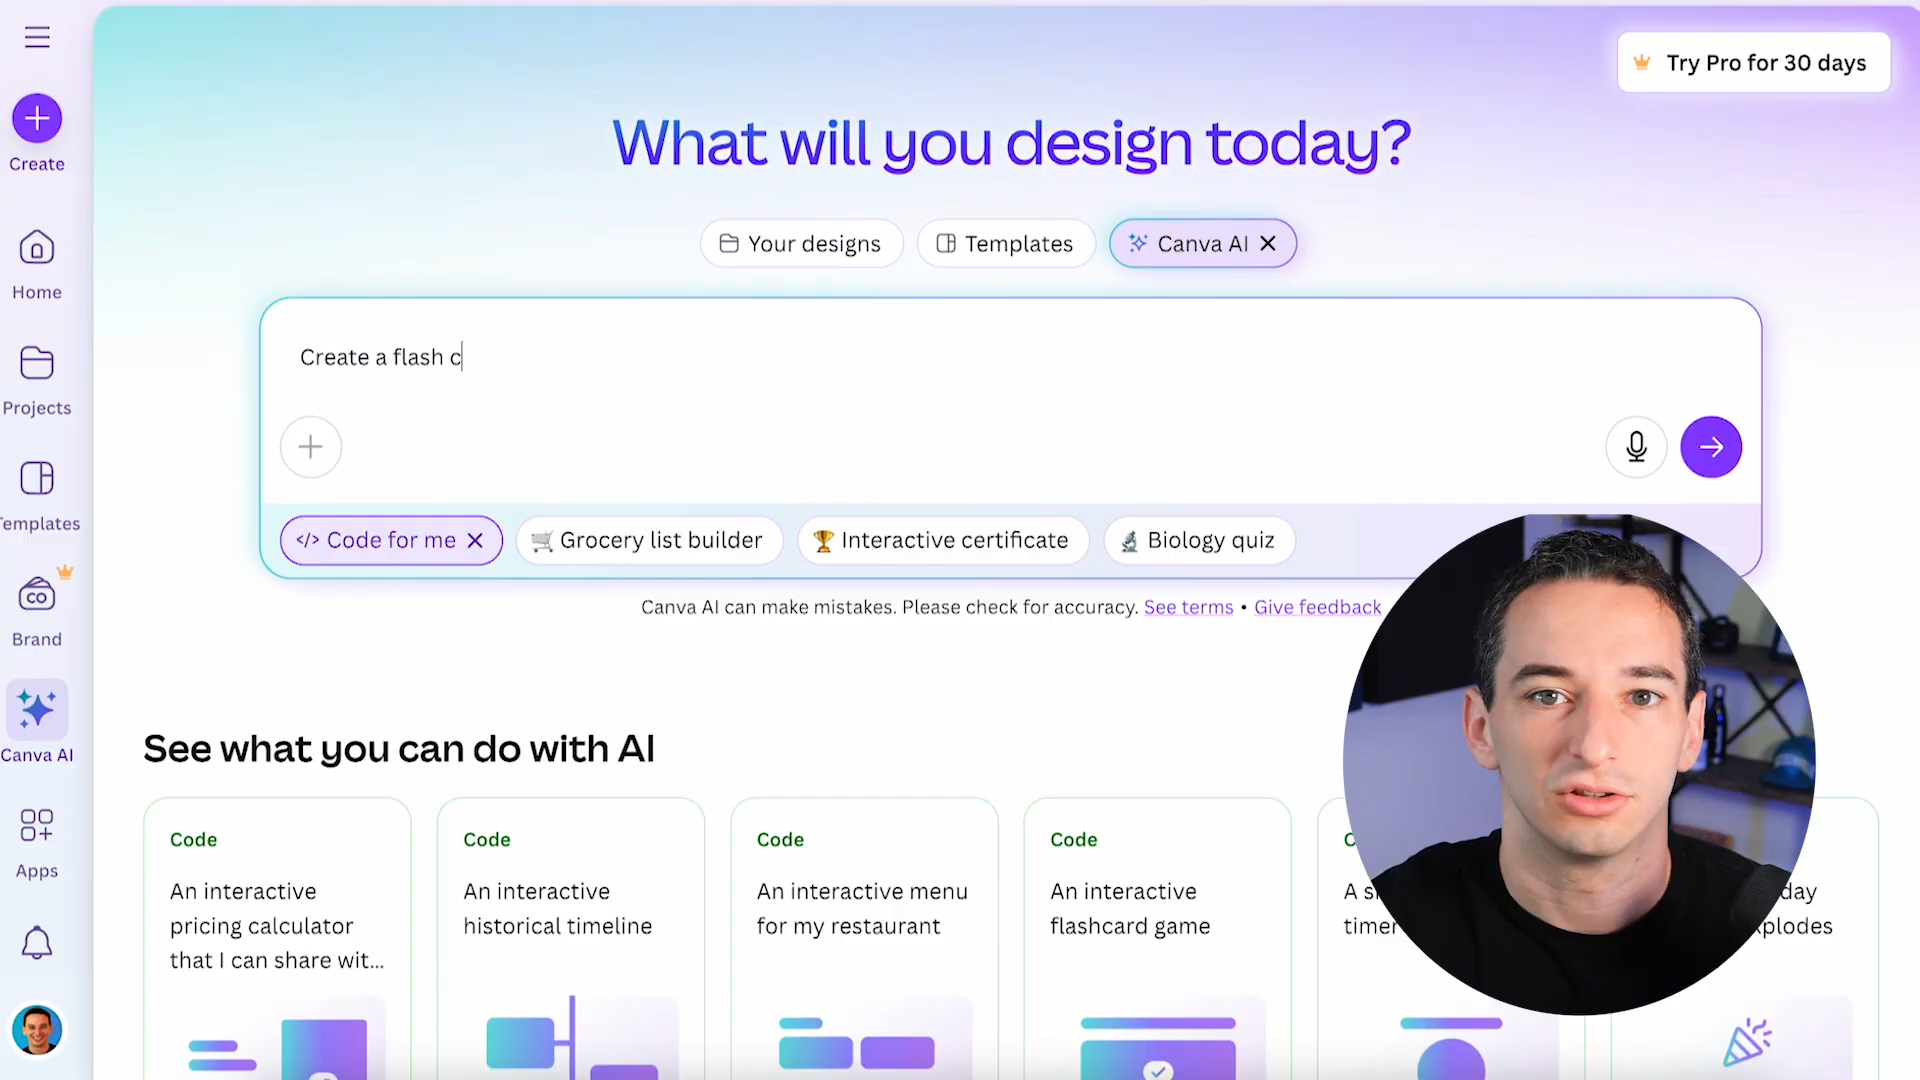 Try Pro for 30 days
Create
What will you design today?
Your designs
Templates
Canva AI
Home
Create a flash c
Projects
Templates
</> Code for me
Grocery list builder
Interactive certificate
Biology quiz
Canva AI can make mistakes. Please check for accuracy. See terms • Give feedback
CO
Brand
See what you can do with AI
Canva AI
Code
An interactive
pricing calculator
that I can share wit...
Code
An interactive
historical timeline
Code
An interactive menu
for my restaurant
Code
An interactive
flashcard game
timer
Apps